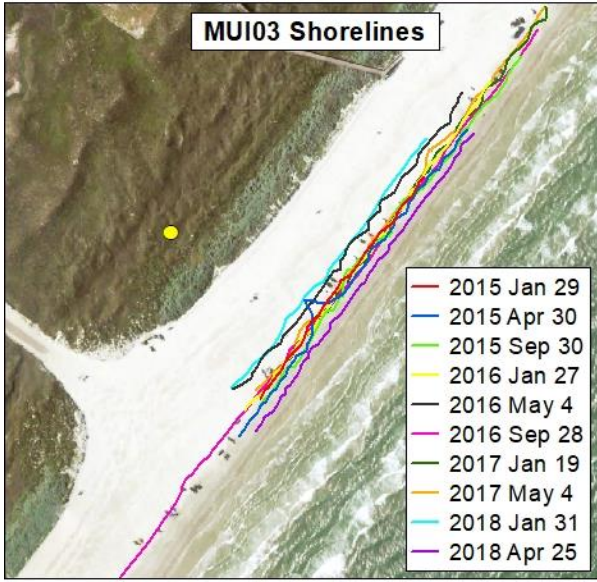 MUI03 Shorelines
2015 Jan 29
2015 Apr 30
2015 Sep 30
2016 Jan 27
2016 May 4
2016 Sep 28
2017 Jan 19
2017 May 4
2018 Jan 31
2018 Apr 25